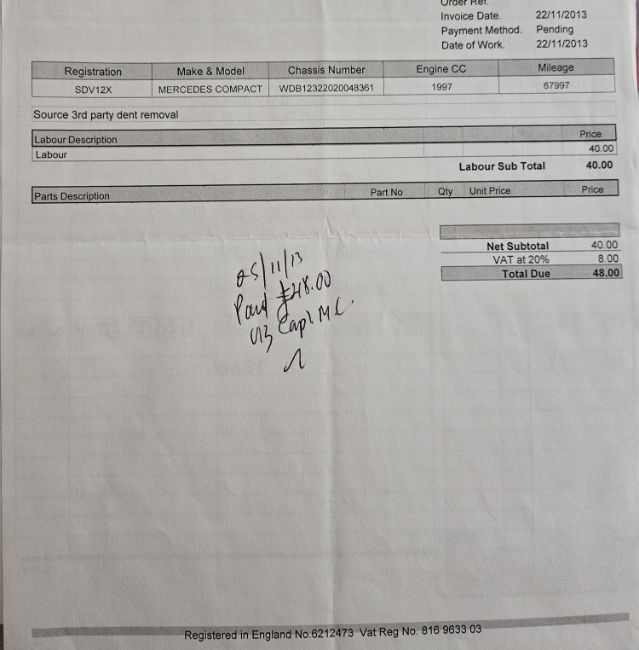 Order Ref.
Invoice Date. 22/11/2013
Payment Method. Pending
Date of Work. 22/11/2013
Registration Make & Model Chassis Number Engine CC Mileage
SDV12X MERCEDES COMPACT WDB12322020048361 1997 67997
Source 3rd party dent removal
Labour Description Price
Labour 40.00
Labour Sub Total 40.00
Parts Description Part No Qty Unit Price Price
Net Subtotal 40.00
VAT at 20% 8.00
Total Due 48.00
25/11/13
Paid £48.00
Capl MC.
Registered in England No.6212473 Vat Reg No. 816 9633 03